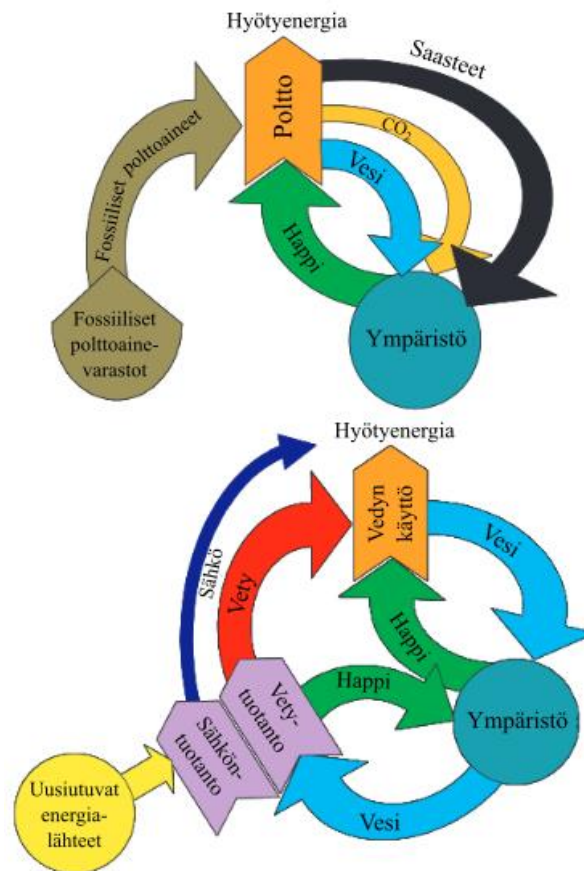 Hyötyenergia
Saasteet
Poltto
CO₂
Vesi
Happi
Fossiiliset polttoaineet
Fossiiliset
polttoaine-
varastot
Ympäristö
Hyötyenergia
Vedyn
käyttö
Vesi
Sähkö
Vety
Happi
Happi
Ympäristö
Vety-
tuotanto
Sähkön-
tuotanto
Uusiutuvat
energia-
lähteet
Vesi